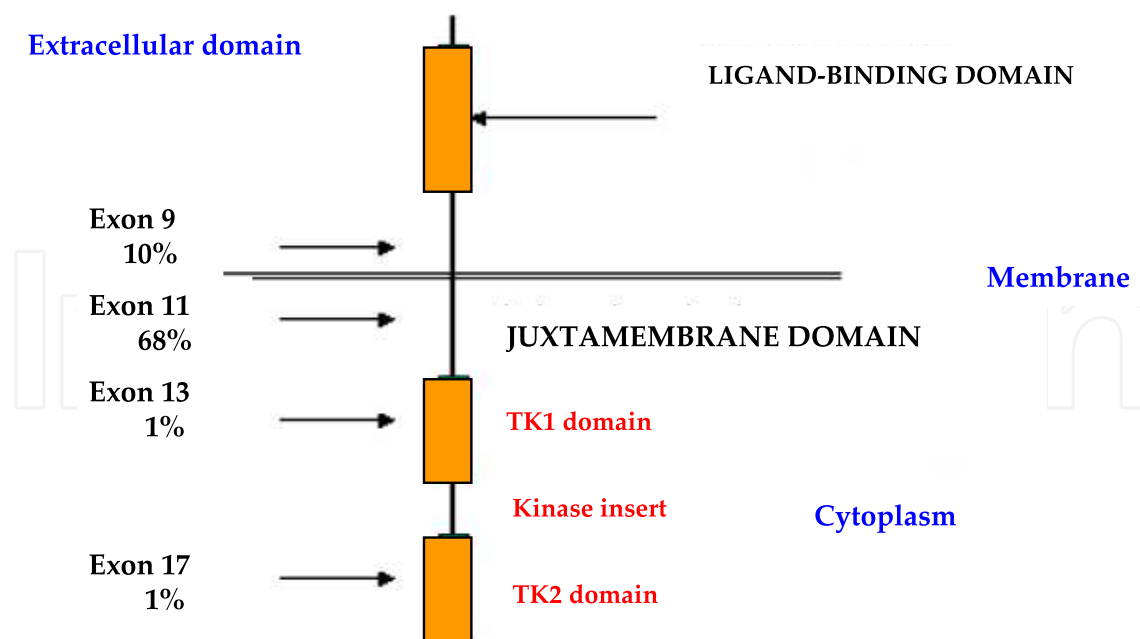 Extracellular domain
LIGAND-BINDING DOMAIN
Exon 9
10%
Membrane
Exon 11
68%
JUXTAMEMBRANE DOMAIN
Exon 13
1%
TK1 domain
Kinase insert
Cytoplasm
Exon 17
1%
TK2 domain